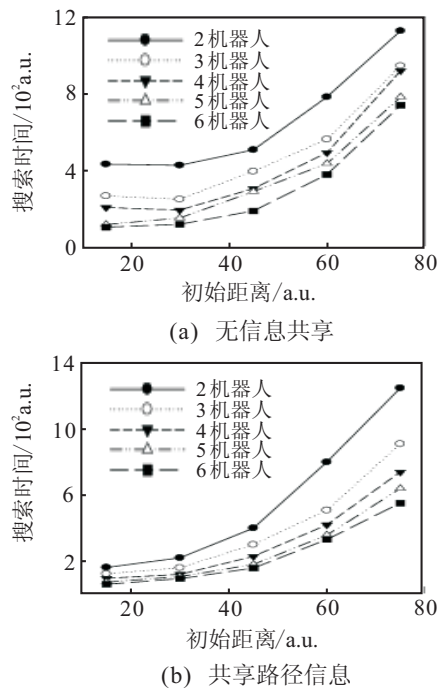 12
8
4
0
搜索时间/10²a.u.
2机器人
3机器人
4机器人
5机器人
6机器人
20 40 60 80
初始距离/a.u.
(a) 无信息共享
14
10
6
2
搜索时间/10²a.u.
2机器人
3机器人
4机器人
5机器人
6机器人
20 40 60 80
初始距离/a.u.
(b) 共享路径信息